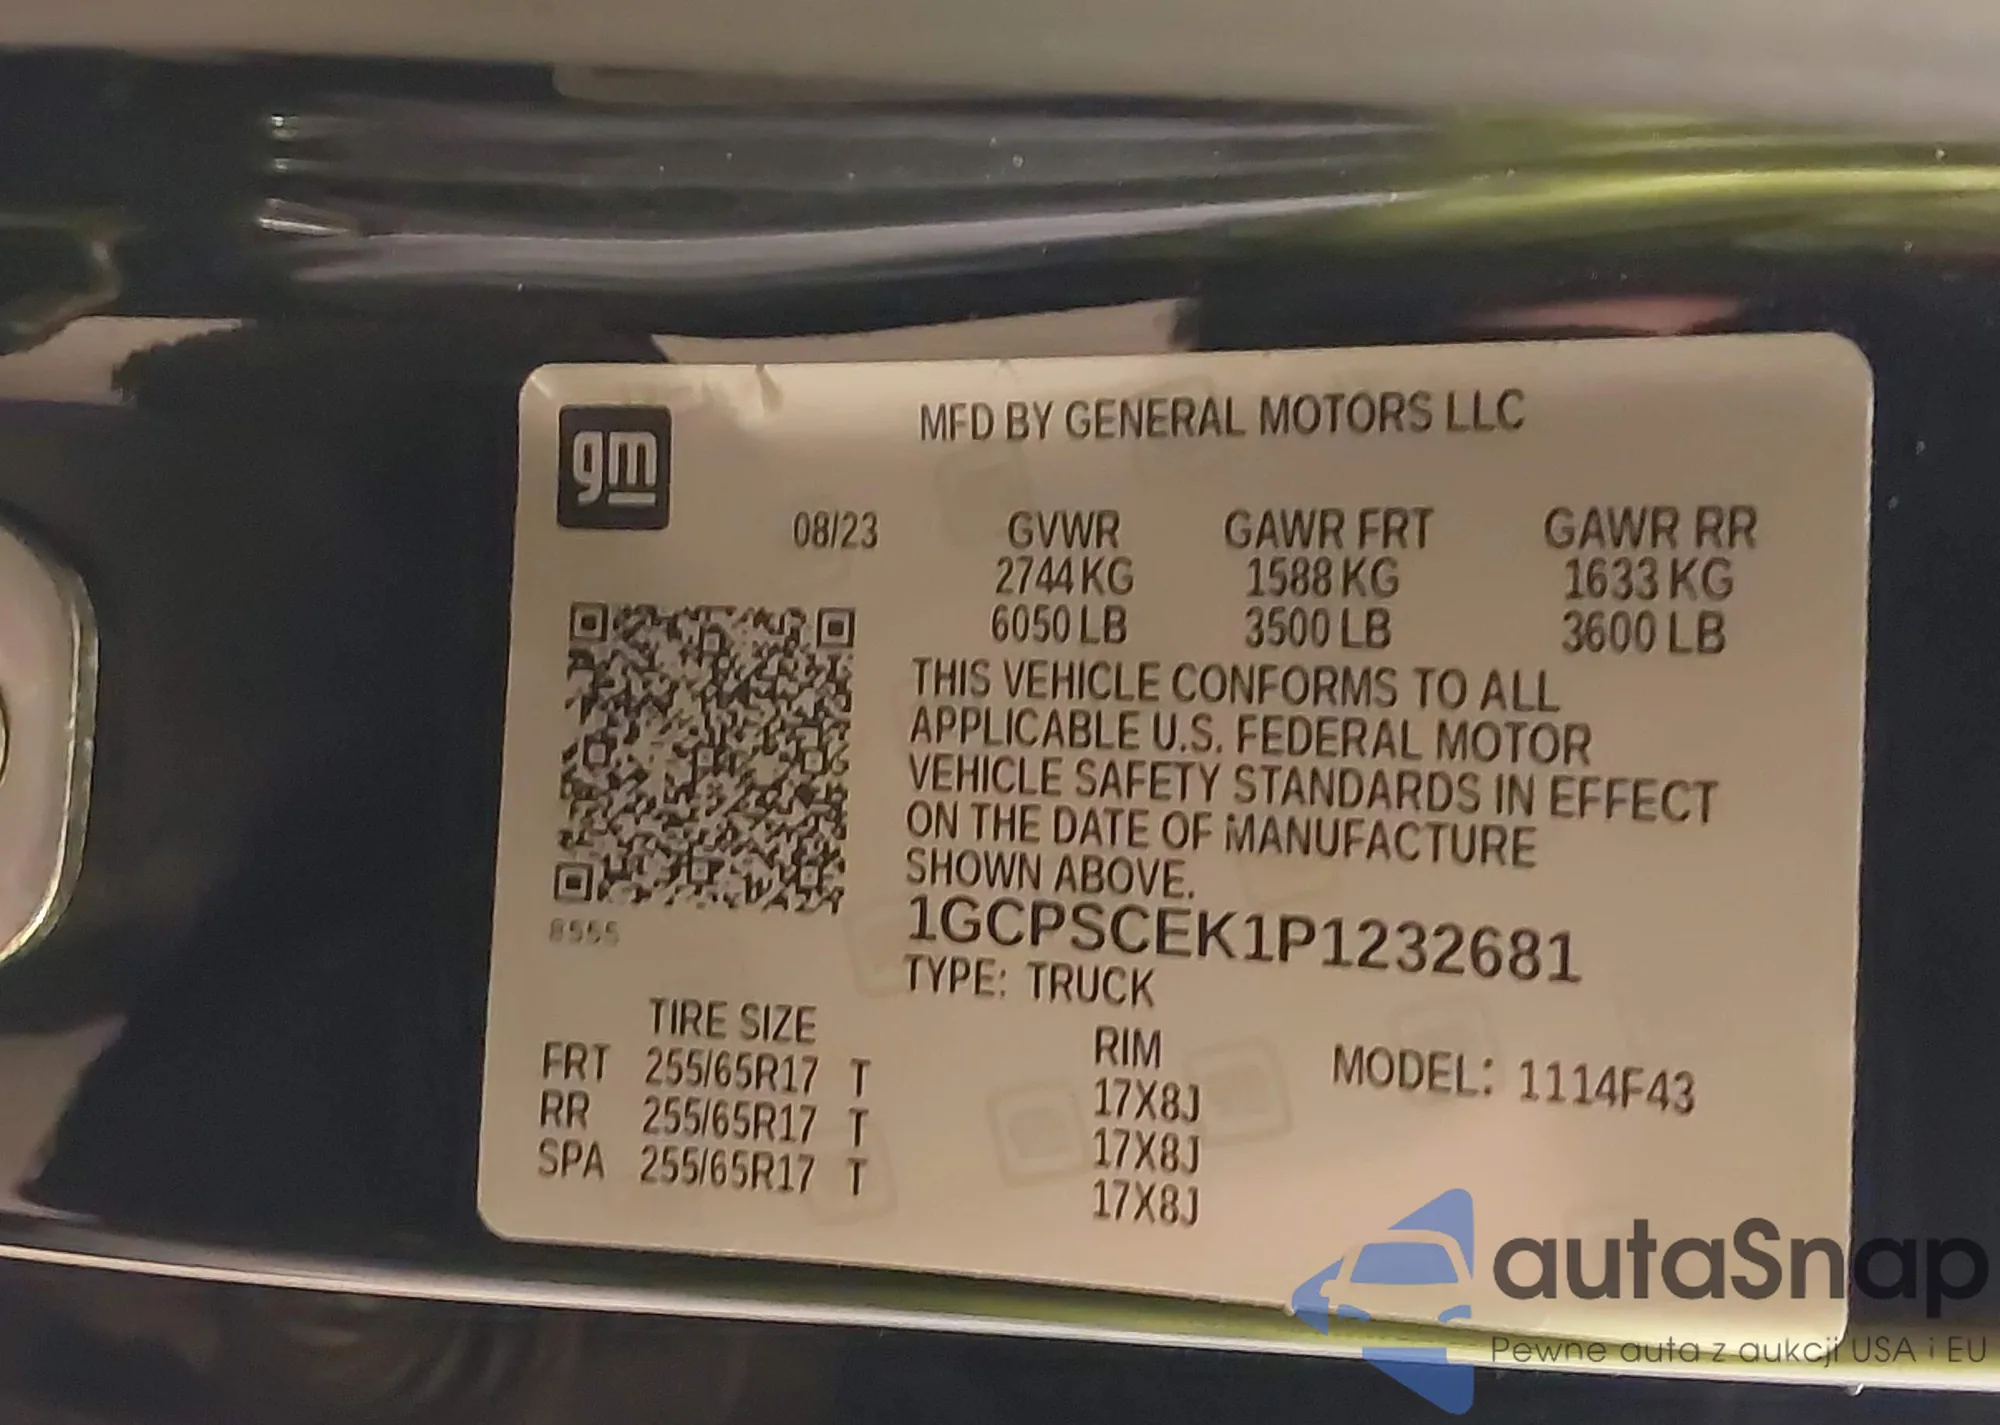 gm
MFD BY GENERAL MOTORS LLC
08/23 GVWR GAWR FRT GAWR RR
2744 KG 1588 KG 1633 KG
6050 LB 3500 LB 3600 LB
THIS VEHICLE CONFORMS TO ALL
APPLICABLE U.S. FEDERAL MOTOR
VEHICLE SAFETY STANDARDS IN EFFECT
ON THE DATE OF MANUFACTURE
SHOWN ABOVE.
8555
1GCPSCEK1P1232681
TYPE: TRUCK
TIRE SIZE RIM MODEL: 1114F43
FRT 255/65R17 T 17X8J
RR 255/65R17 T 17X8J
SPA 255/65R17 T 17X8J
autaSnap
Pewne auta z aukcji USA i EU